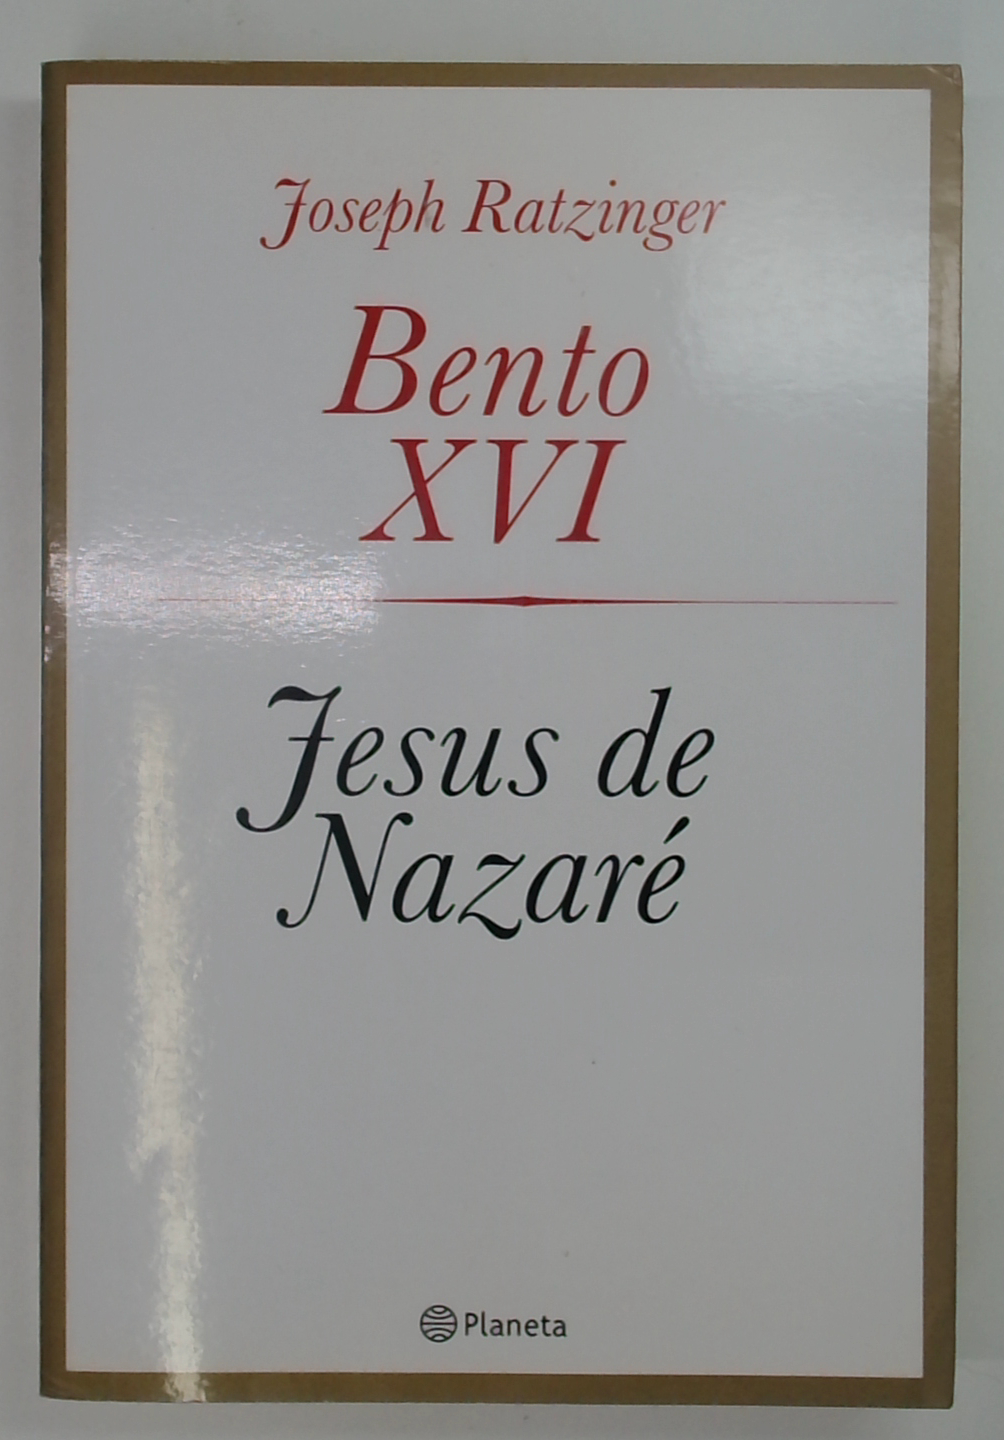 Joseph Ratzinger
Bento
XVI
Jesus de
Nazaré
Planeta